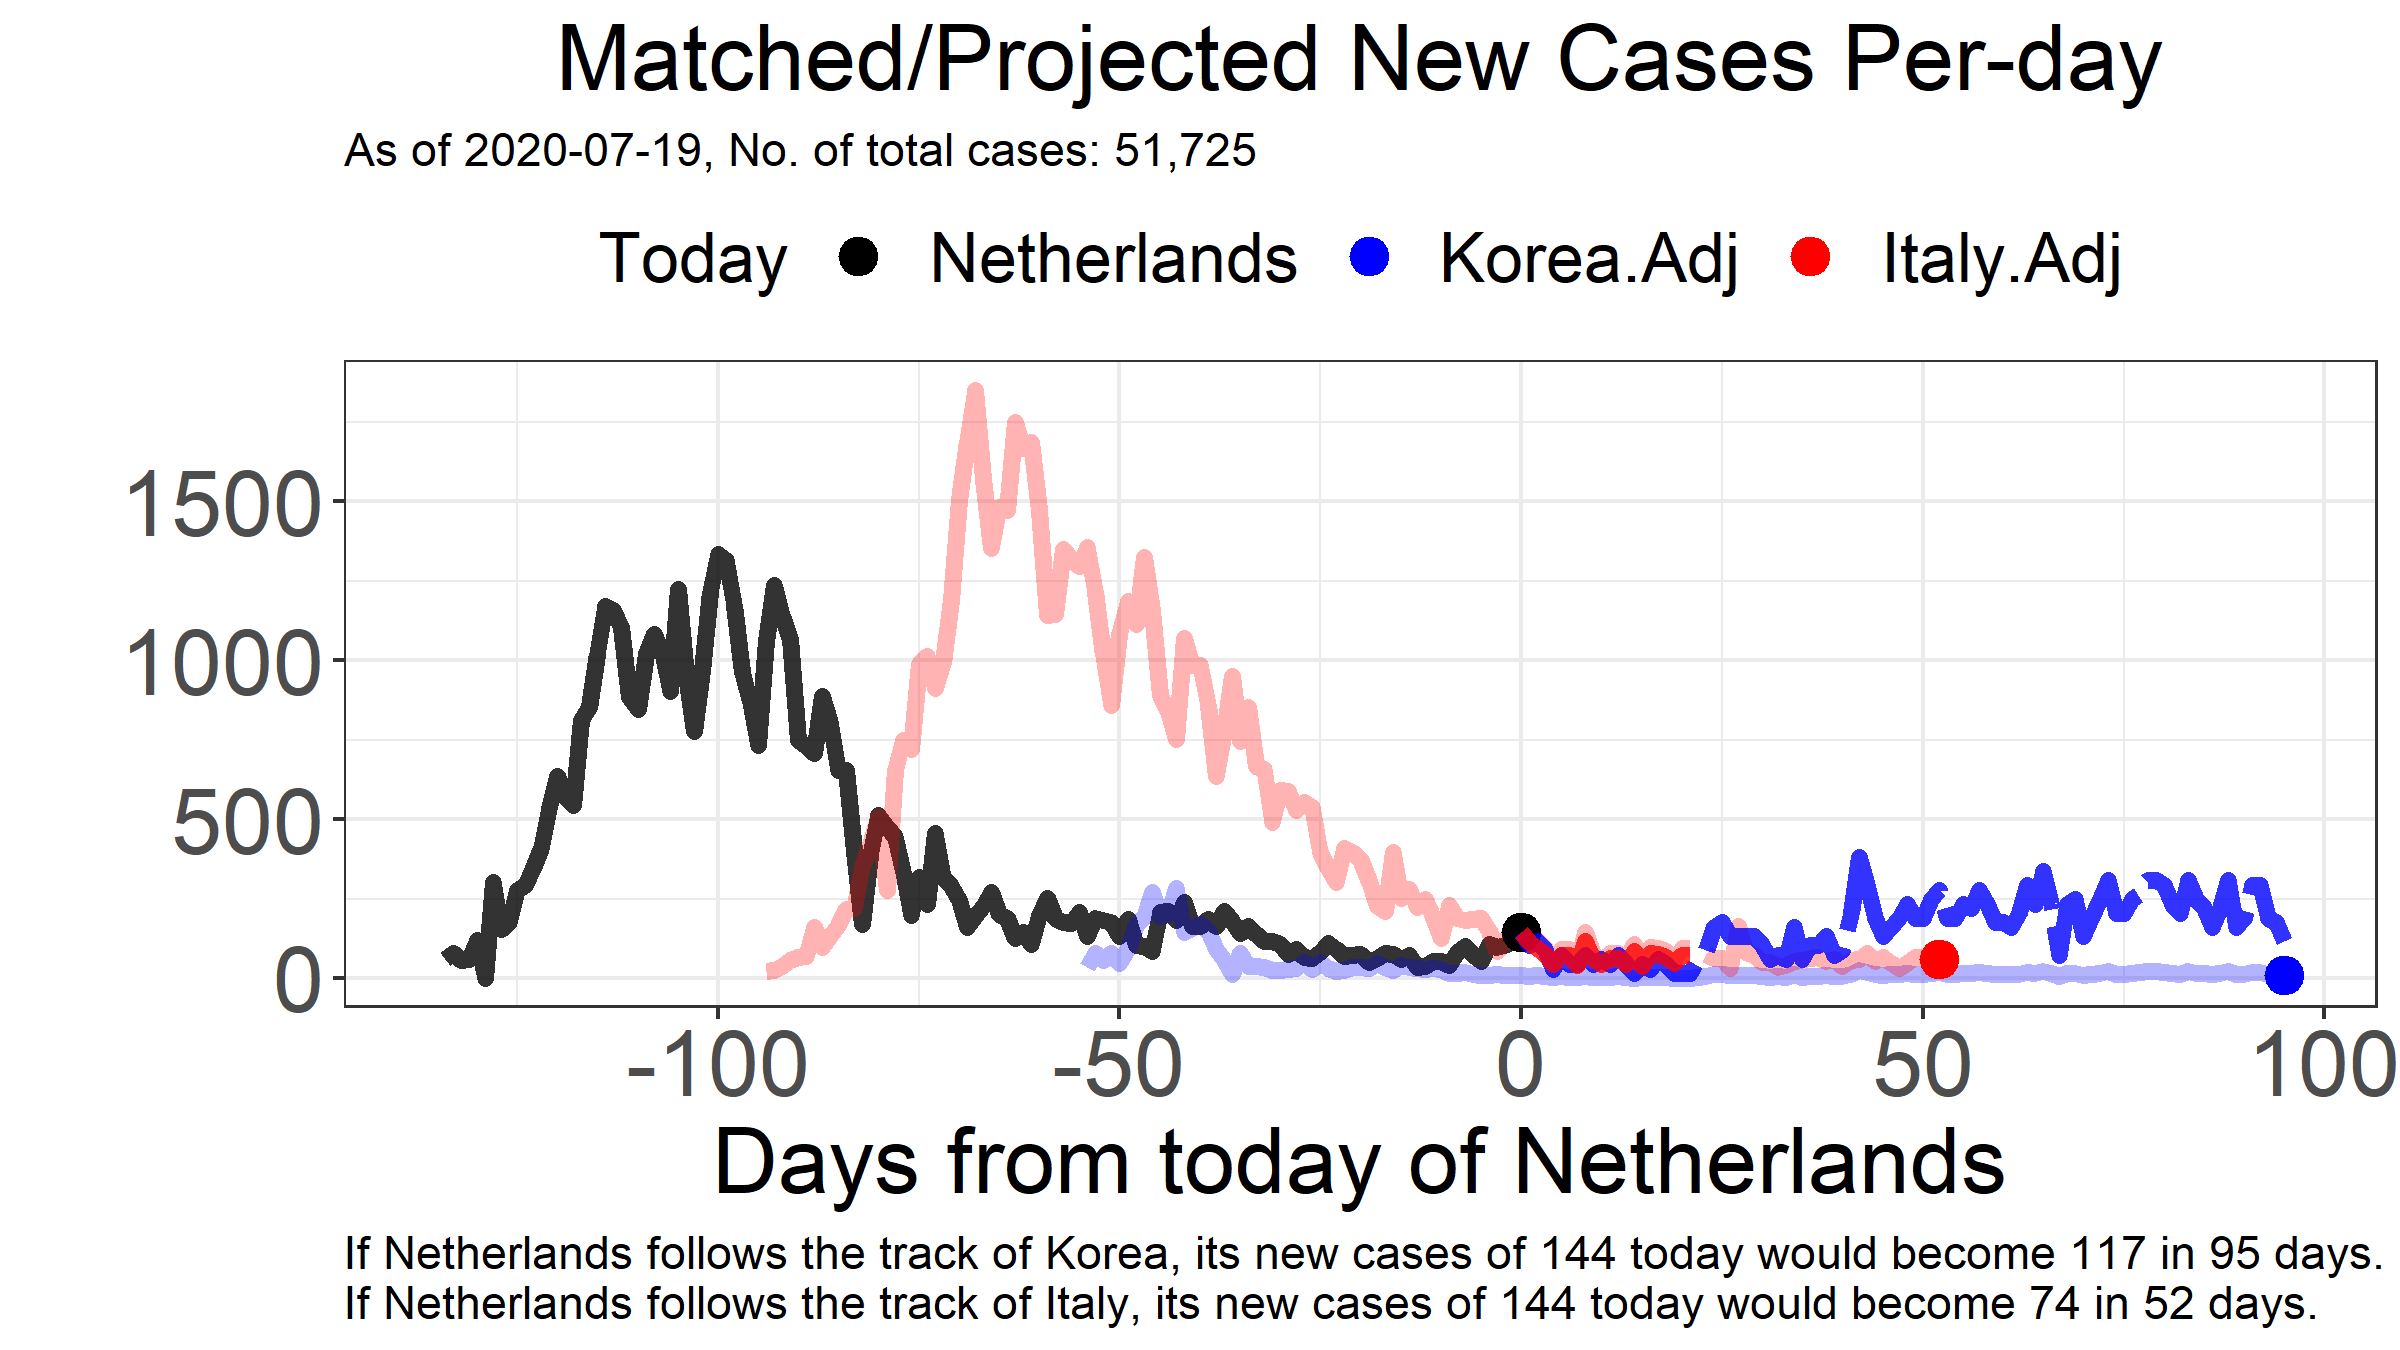 Matched/Projected New Cases Per-day
As of 2020-07-19, No. of total cases: 51,725
Today Netherlands Korea.Adj Italy.Adj
1500
1000
500
0
-100 -50 0 50 100
Days from today of Netherlands
If Netherlands follows the track of Korea, its new cases of 144 today would become 117 in 95 days.
If Netherlands follows the track of Italy, its new cases of 144 today would become 74 in 52 days.